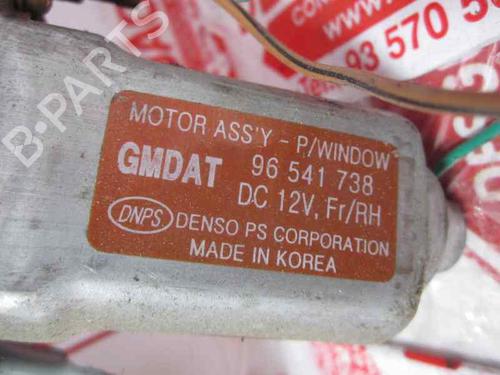 B-PARTS
93 570 50
MOTOR ASS'Y - P/WINDOW
GMDAT 96 541 738
DC 12V, Fr/RH
DNPS DENSO PS CORPORATION
MADE IN KOREA